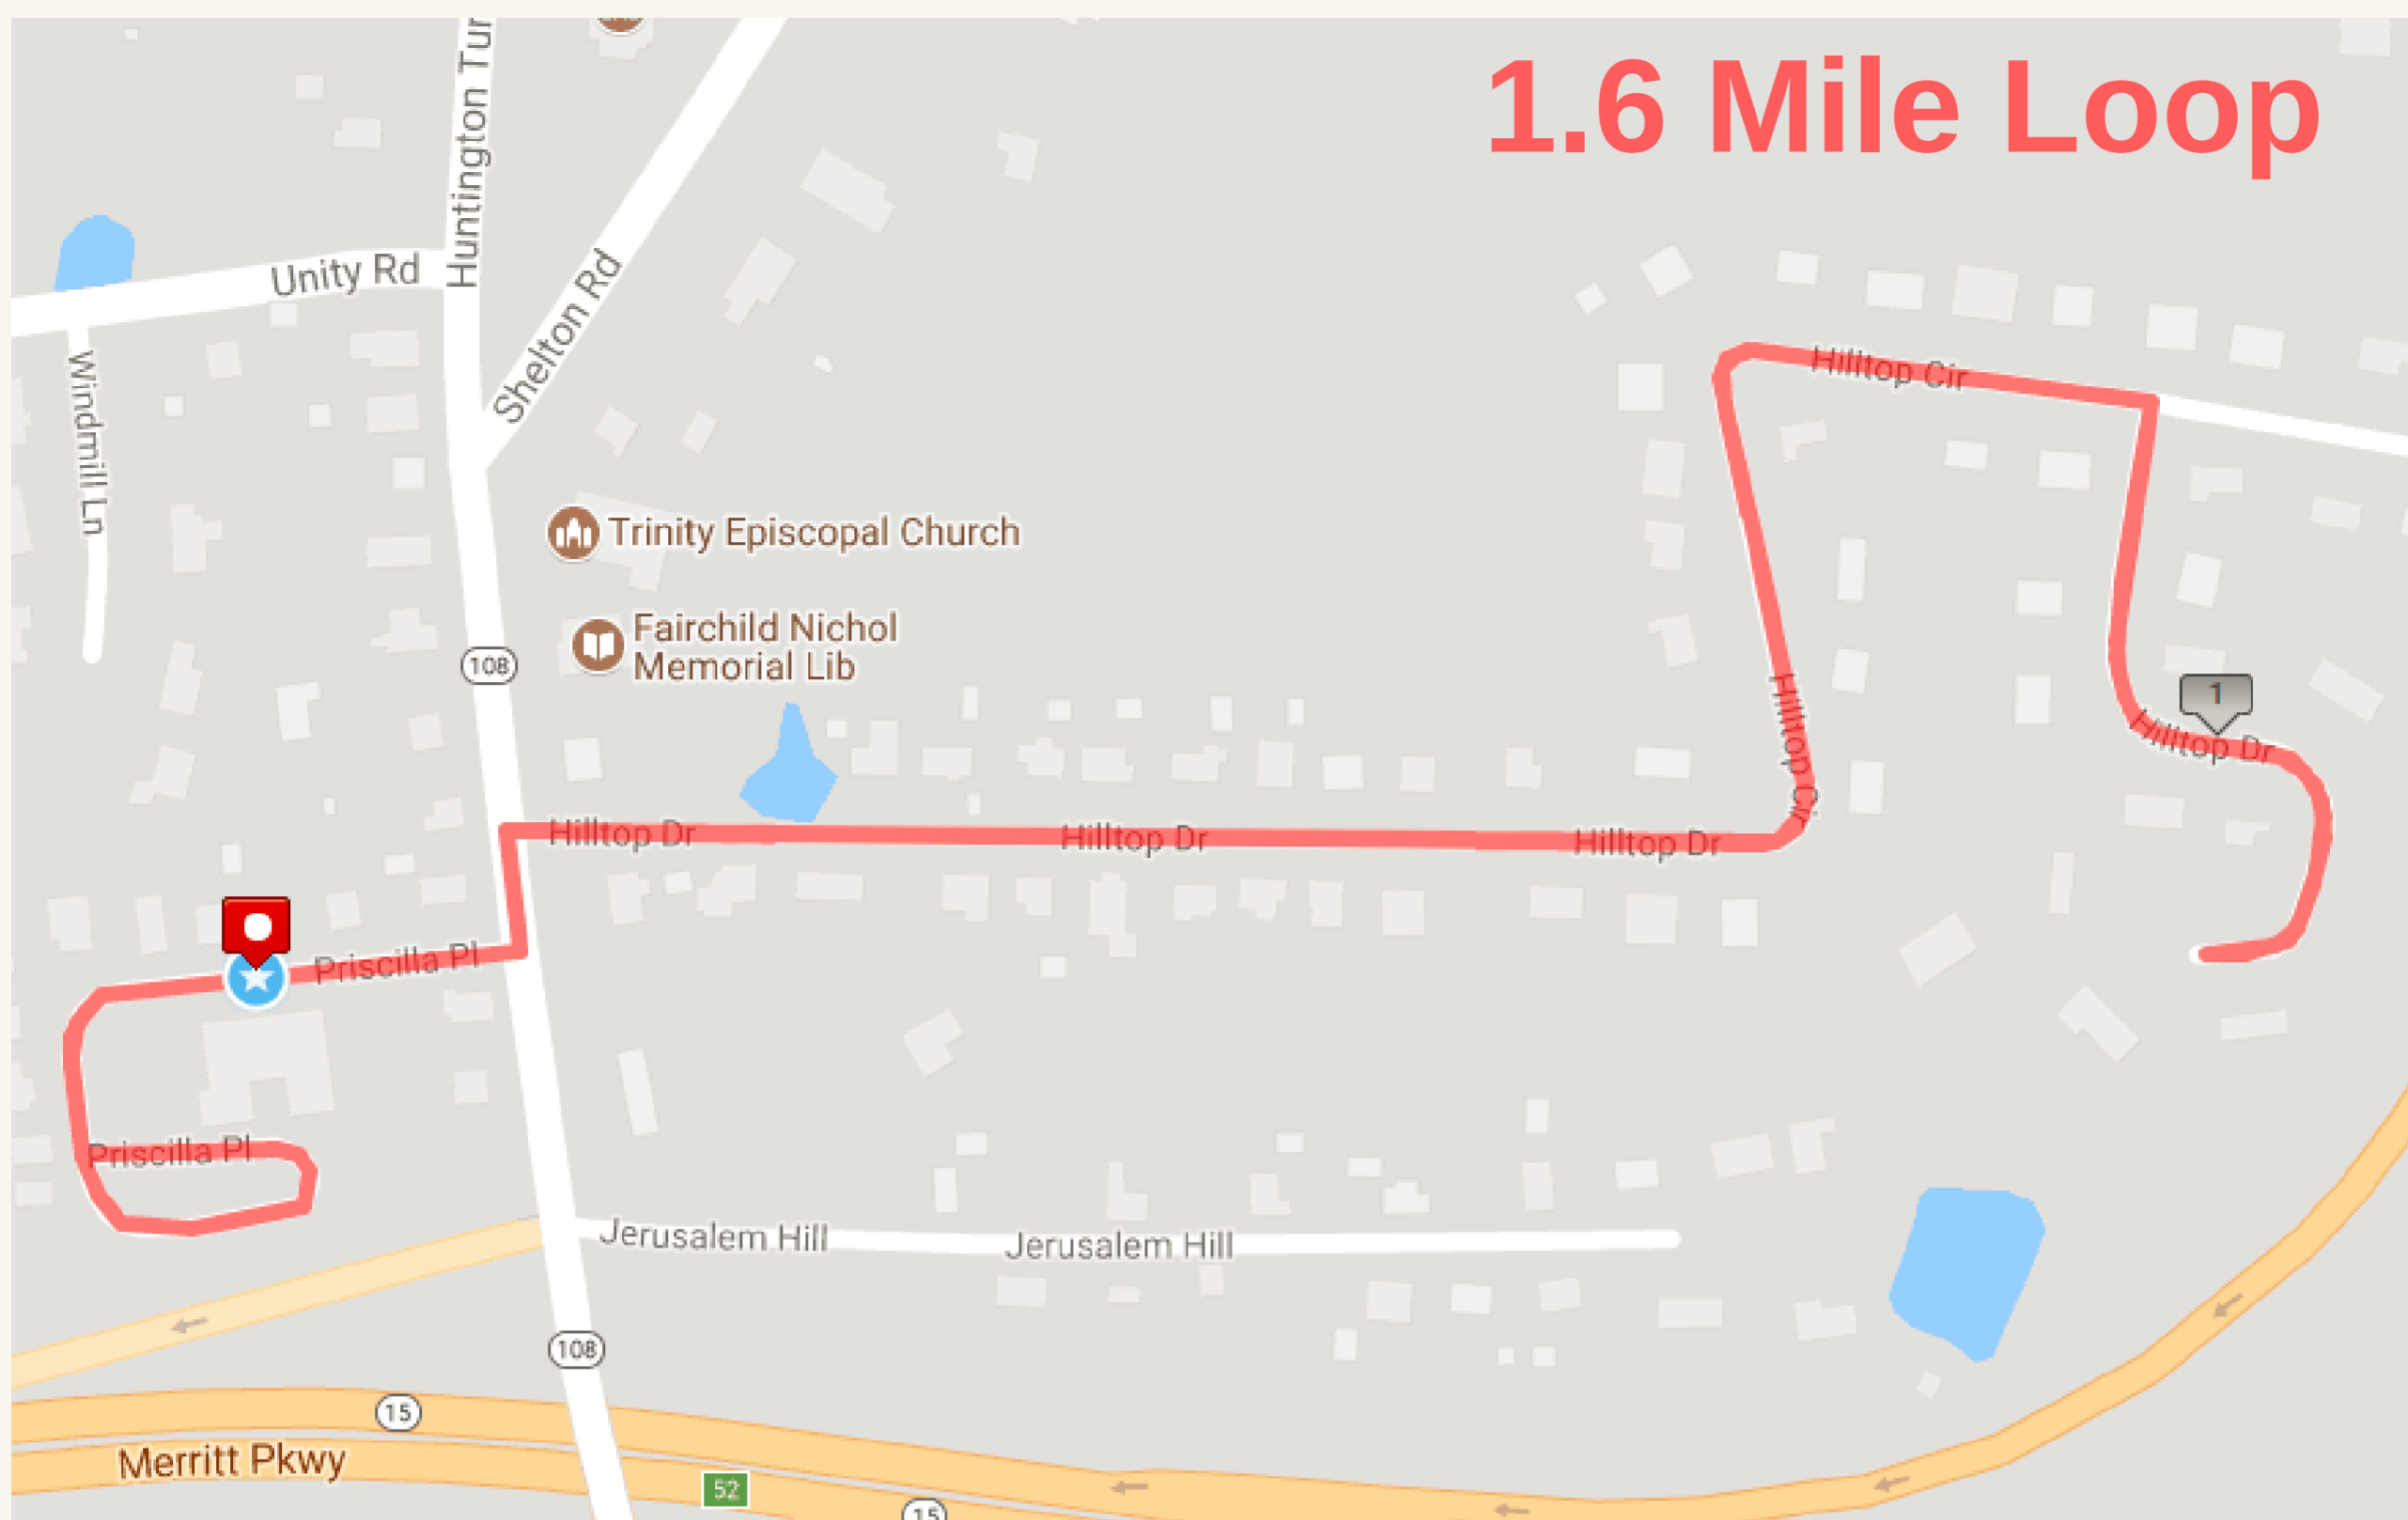 1.6 Mile Loop
Huntington Tur
Unity Rd
Shelton Rd
Windmill Ln
Hilltop Cir
Trinity Episcopal Church
Fairchild Nichol
Memorial Lib
108
Hilltop Cir
1
Hilltop Dr
Hilltop Dr
Hilltop Dr
Hilltop Dr
Priscilla Pl
Priscilla Pl
Jerusalem Hill
Jerusalem Hill
108
15
Merritt Pkwy
52
15